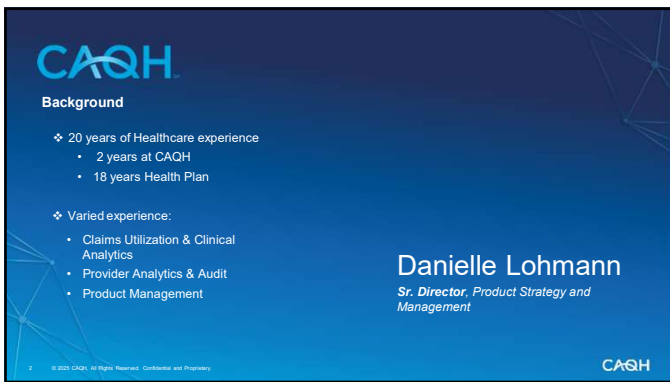 CAQH
Background
❖ 20 years of Healthcare experience
• 2 years at CAQH
• 18 years Health Plan
❖ Varied experience:
• Claims Utilization & Clinical
Analytics
• Provider Analytics & Audit
• Product Management
Danielle Lohmann
Sr. Director, Product Strategy and
Management
2 © 2025 CAQH, All Rights Reserved. Confidential and Proprietary.
CAQH